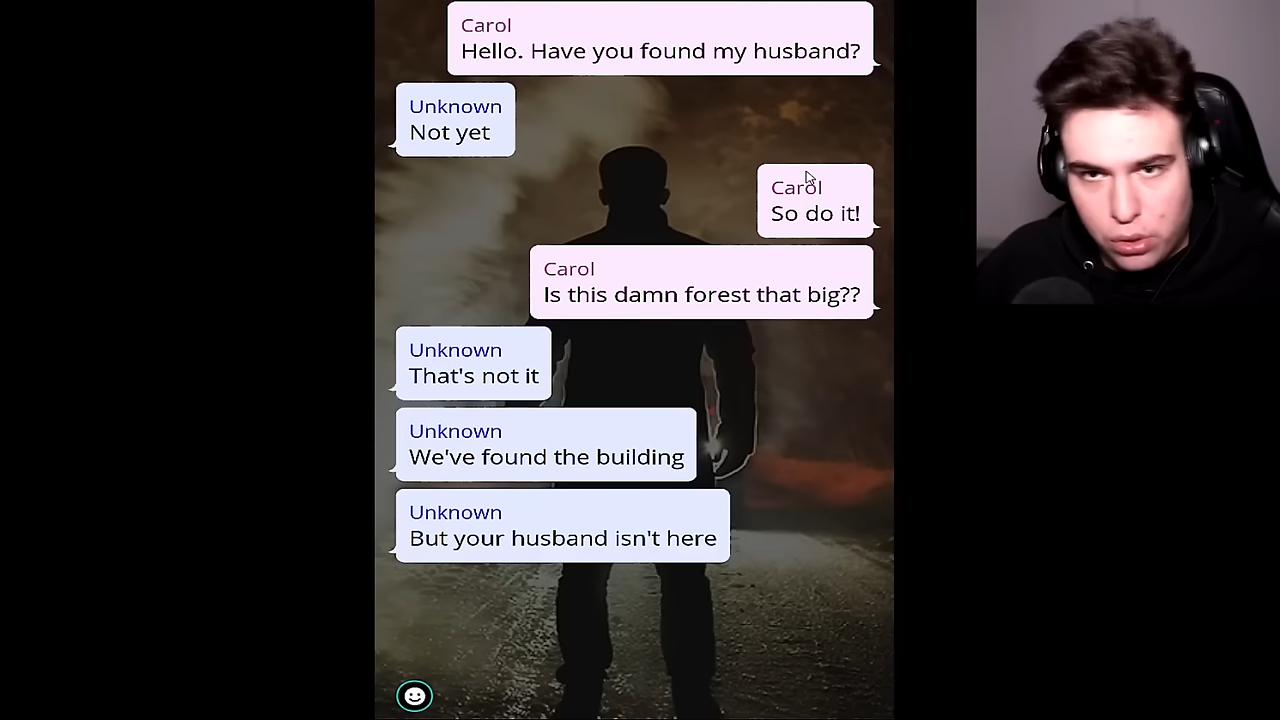 Carol
Hello. Have you found my husband?
Unknown
Not yet
Carol
So do it!
Carol
Is this damn forest that big??
Unknown
That's not it
Unknown
We've found the building
Unknown
But your husband isn't here